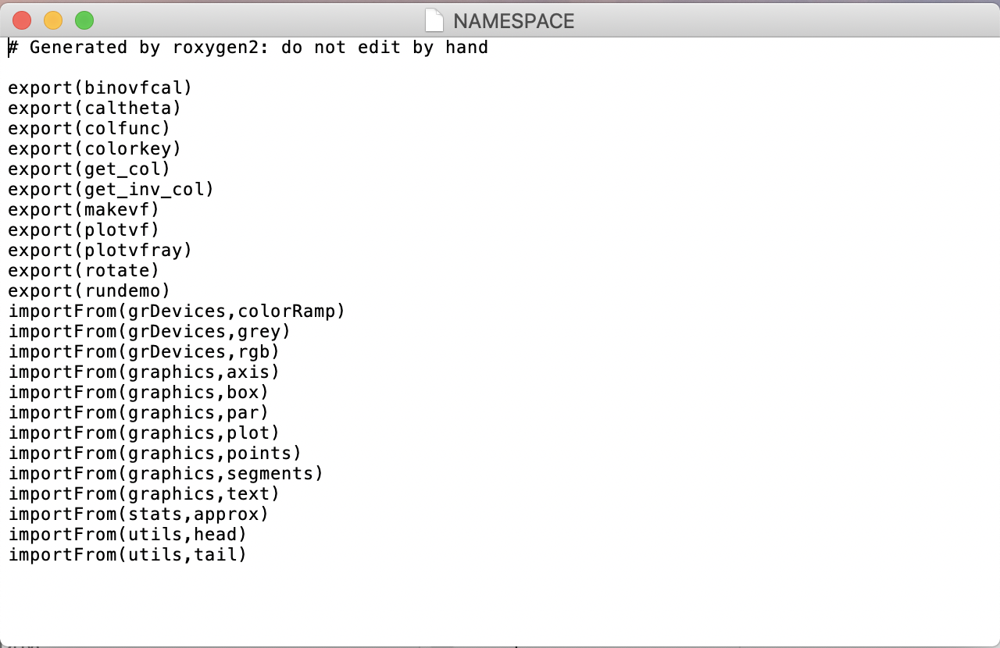 NAMESPACE
# Generated by roxygen2: do not edit by hand
export(binovfcal)
export(caltheta)
export(colfunc)
export(colorkey)
export(get_col)
export(get_inv_col)
export(makevf)
export(plotvf)
export(plotvfray)
export(rotate)
export(rundemo)
importFrom(grDevices,colorRamp)
importFrom(grDevices,grey)
importFrom(grDevices,rgb)
importFrom(graphics,axis)
importFrom(graphics,box)
importFrom(graphics,par)
importFrom(graphics,plot)
importFrom(graphics,points)
importFrom(graphics,segments)
importFrom(graphics,text)
importFrom(stats,approx)
importFrom(utils,head)
importFrom(utils,tail)